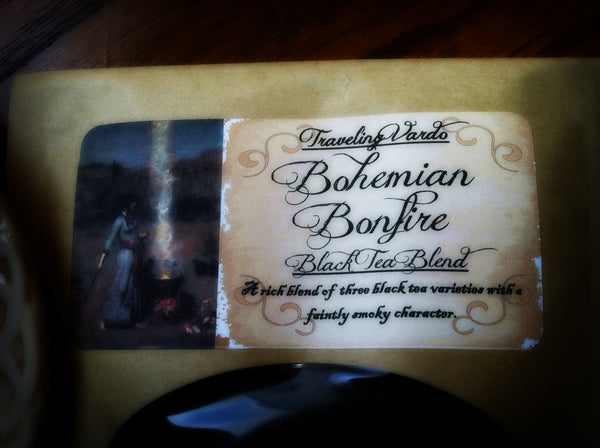 Traveling Vardo
Bohemian
Bonfire
Black Tea Blend
A rich blend of three black tea varieties with a
faintly smoky character.